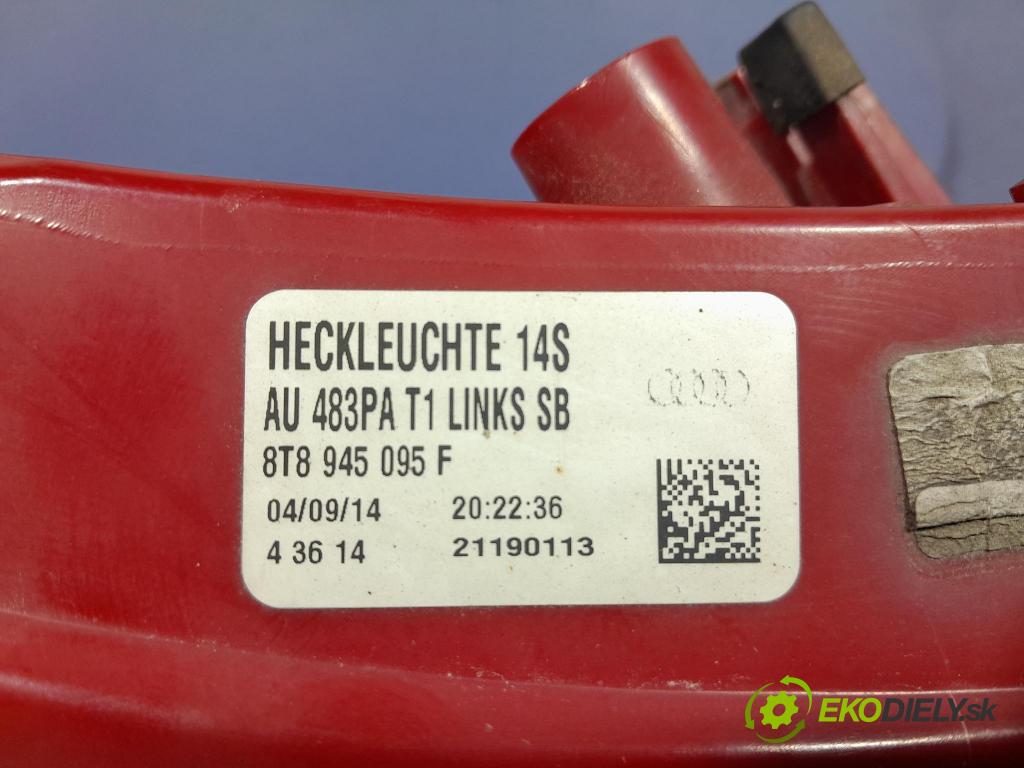 HECKLEUCHTE 14S
AU 483PA T1 LINKS SB
8T8 945 095 F
04/09/14 20:22:36
4 36 14 21190113
EKODIELY.sk